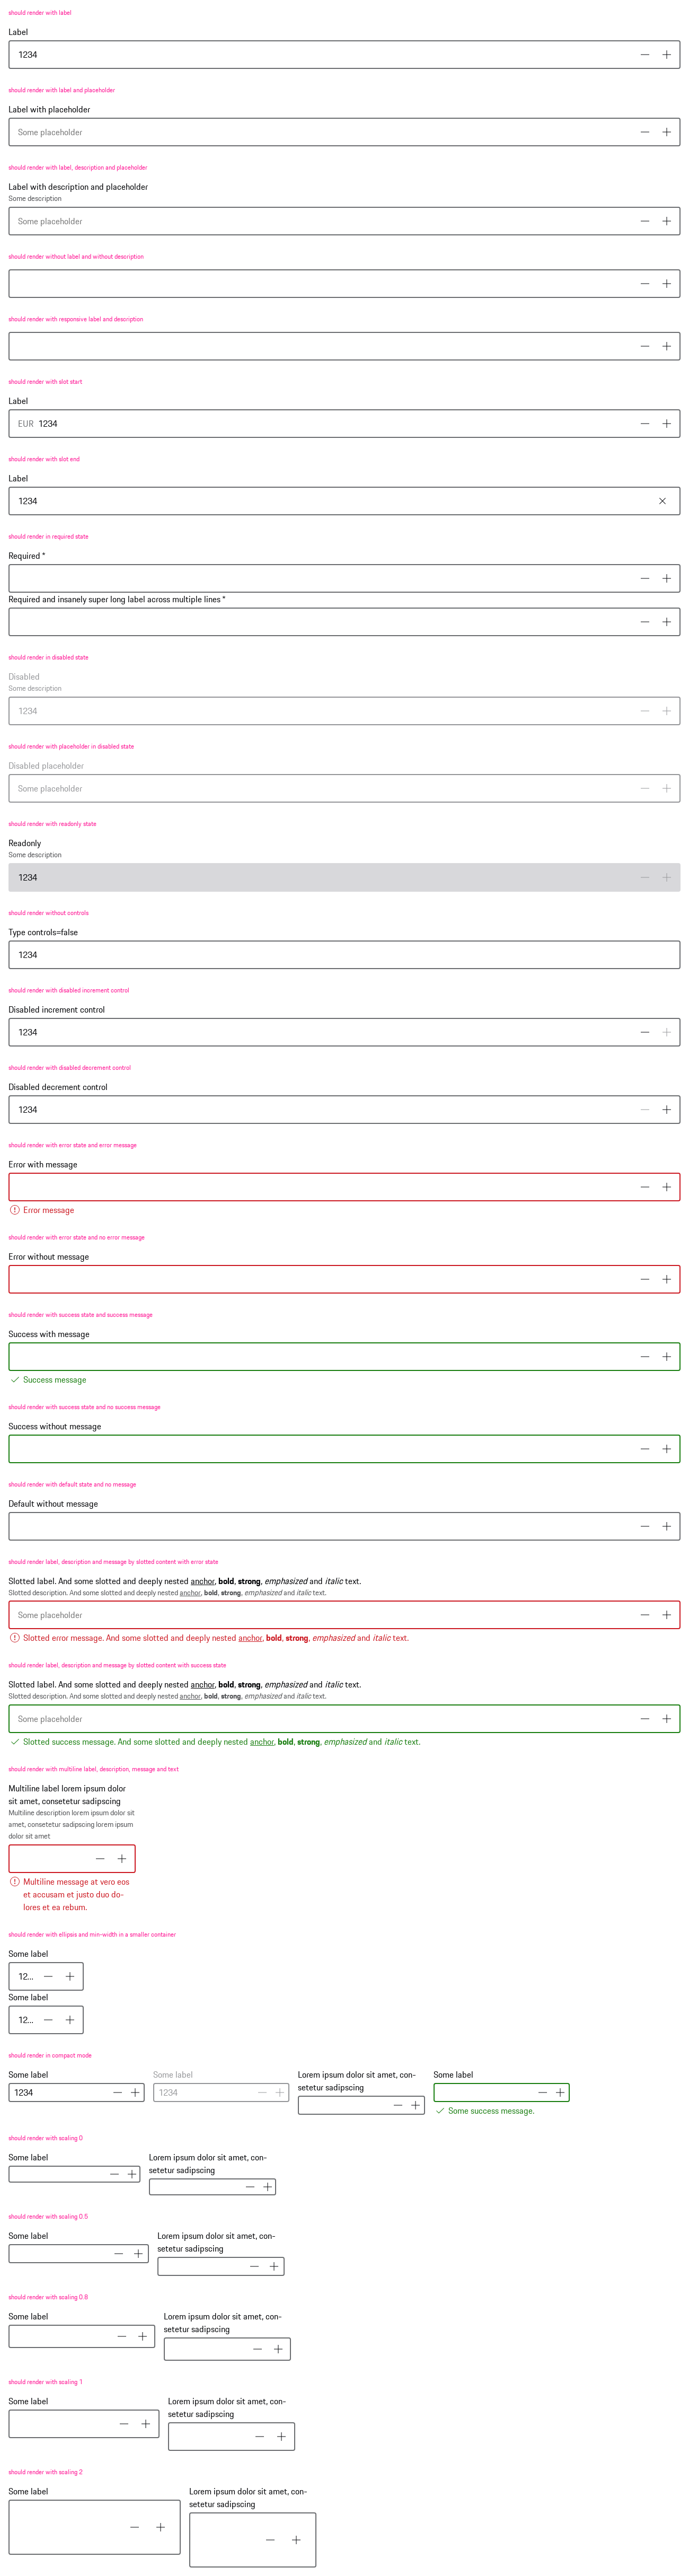 should render with label
Label
1234
should render with label and placeholder
Label with placeholder
Some placeholder
should render with label, description and placeholder
Label with description and placeholder
Some description
Some placeholder
should render without label and without description
should render with responsive label and description
should render with slot start
Label
EUR 1234
should render with slot end
Label
1234
should render in required state
Required *
Required and insanely super long label across multiple lines *
should render in disabled state
Disabled
Some description
1234
should render with placeholder in disabled state
Disabled placeholder
Some placeholder
should render with readonly state
Readonly
Some description
1234
should render without controls
Type controls=false
1234
should render with disabled increment control
Disabled increment control
1234
should render with disabled decrement control
Disabled decrement control
1234
should render with error state and error message
Error with message
Error message
should render with error state and no error message
Error without message
should render with success state and success message
Success with message
Success message
should render with success state and no success message
Success without message
should render with default state and no message
Default without message
should render label, description and message by slotted content with error state
Slotted label. And some slotted and deeply nested anchor, bold, strong, emphasized and italic text.
Slotted description. And some slotted and deeply nested anchor, bold, strong, emphasized and italic text.
Some placeholder
Slotted error message. And some slotted and deeply nested anchor, bold, strong, emphasized and italic text.
should render label, description and message by slotted content with success state
Slotted label. And some slotted and deeply nested anchor, bold, strong, emphasized and italic text.
Slotted description. And some slotted and deeply nested anchor, bold, strong, emphasized and italic text.
Some placeholder
Slotted success message. And some slotted and deeply nested anchor, bold, strong, emphasized and italic text.
should render with multiline label, description, message and text
Multiline label lorem ipsum dolor
sit amet, consetetur sadipscing
Multiline description lorem ipsum dolor sit
amet, consetetur sadipscing lorem ipsum
dolor sit amet
Multiline message at vero eos
et accusam et justo duo do-
lores et ea rebum.
should render with ellipsis and min-width in a smaller container
Some label
12...
Some label
12...
should render in compact mode
Some label
1234
Some label
1234
Lorem ipsum dolor sit amet, con-
setetur sadipscing
Some label
Some success message.
should render with scaling 0
Some label
Lorem ipsum dolor sit amet, con-
setetur sadipscing
should render with scaling 0.5
Some label
Lorem ipsum dolor sit amet, con-
setetur sadipscing
should render with scaling 0.8
Some label
Lorem ipsum dolor sit amet, con-
setetur sadipscing
should render with scaling 1
Some label
Lorem ipsum dolor sit amet, con-
setetur sadipscing
should render with scaling 2
Some label
Lorem ipsum dolor sit amet, con-
setetur sadipscing